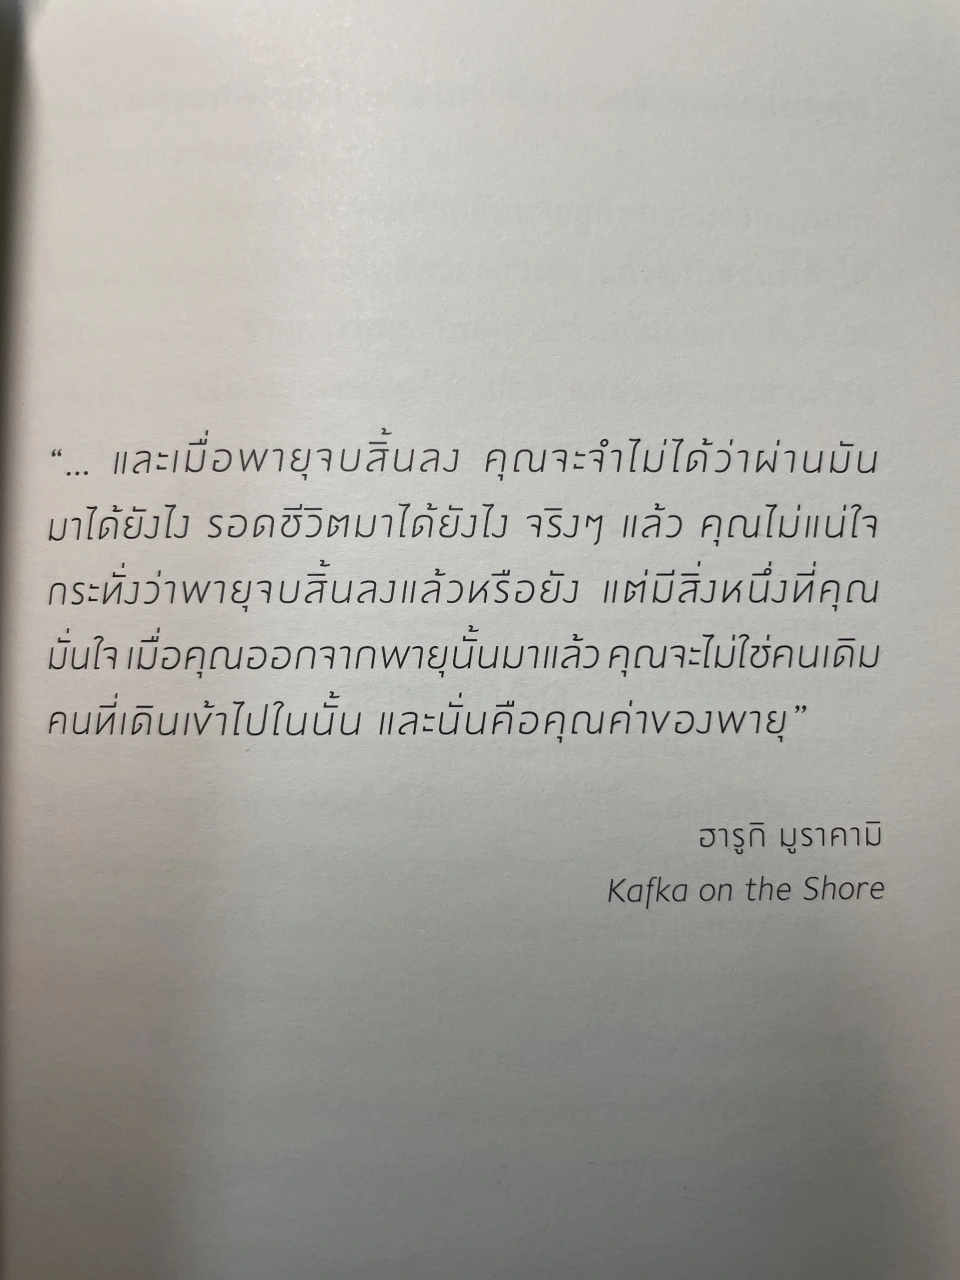 “... และเมื่อพายุจบสิ้นลง คุณจะจำไม่ได้ว่าผ่านมัน
มาได้ยังไง รอดชีวิตมาได้ยังไง จริงๆ แล้ว คุณไม่แน่ใจ
กระทั่งว่าพายุจบสิ้นลงแล้วหรือยัง แต่มีสิ่งหนึ่งที่คุณ
มั่นใจ เมื่อคุณออกจากพายุนั้นมาแล้ว คุณจะไม่ใช่คนเดิม
คนที่เดินเข้าไปในนั้น และนั่นคือคุณค่าของพายุ”
ฮารูกิ มูราคามิ
Kafka on the Shore